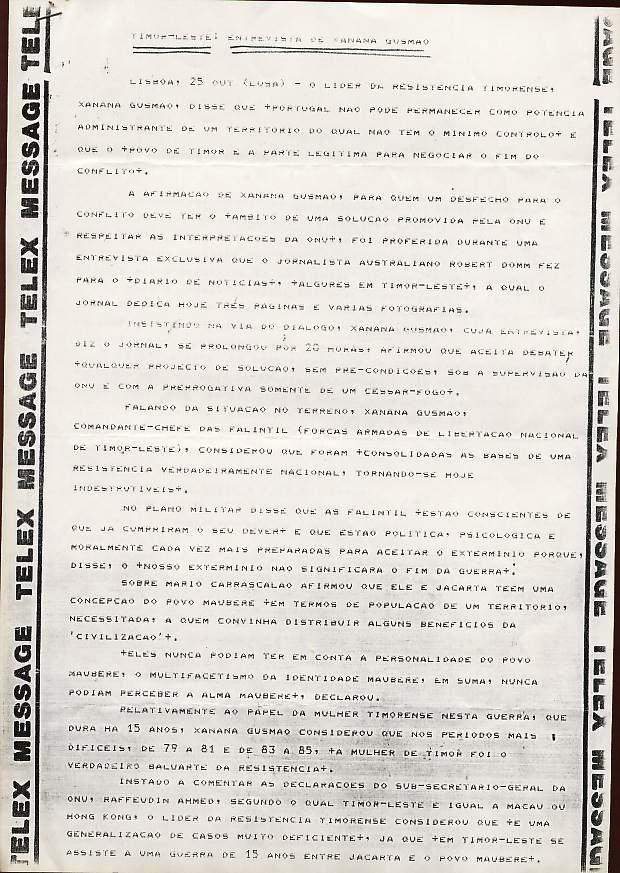 TIMOR-LESTE: ENTREVISTA DE XANANA GUSMAO
LISBOA, 25 OUT (LUSA) - O LIDER DA RESISTENCIA TIMORENSE,
XANANA GUSMAO, DISSE QUE +PORTUGAL NAO PODE PERMANECER COMO POTENCIA
ADMINISTRANTE DE UM TERRITORIO DO QUAL NAO TEM O MINIMO CONTROLO+ E
QUE O +POVO DE TIMOR E A PARTE LEGITIMA PARA NEGOCIAR O FIM DO
CONFLITO+.
A AFIRMACAO DE XANANA GUSMAO, PARA QUEM UM DESFECHO PARA O
CONFLITO DEVE TER O +AMBITO DE UMA SOLUCAO PROMOVIDA PELA ONU E
RESPEITAR AS INTERPRETACOES DA ONU+, FOI PROFERIDA DURANTE UMA
ENTREVISTA EXCLUSIVA QUE O JORNALISTA AUSTRALIANO ROBERT DOMM FEZ
PARA O +DIARIO DE NOTICIAS+, +ALGURES EM TIMOR-LESTE+, A QUAL O
JORNAL DEDICA HOJE TRES PAGINAS E VARIAS FOTOGRAFIAS.
INSISTINDO NA VIA DO DIALOGO, XANANA GUSMAO, CUJA ENTREVISTA,
DIZ O JORNAL, SE PROLONGOU POR 20 HORAS, AFIRMOU QUE ACEITA DEBATER
+QUALQUER PROJECTO DE SOLUCAO, SEM PRE-CONDICOES, SOB A SUPERVISAO DA
ONU E COM A PRERROGATIVA SOMENTE DE UM CESSAR-FOGO+.
FALANDO DA SITUACAO NO TERRENO, XANANA GUSMAO,
COMANDANTE-CHEFE DAS FALINTIL (FORCAS ARMADAS DE LIBERTACAO NACIONAL
DE TIMOR-LESTE), CONSIDEROU QUE FORAM +CONSOLIDADAS AS BASES DE UMA
RESISTENCIA VERDADEIRAMENTE NACIONAL, TORNANDO-SE HOJE
INDESTRUTIVEIS+.
NO PLANO MILITAR DISSE QUE AS FALINTIL +ESTAO CONSCIENTES DE
QUE JA CUMPRIRAM O SEU DEVER+ E QUE ESTAO POLITICA, PSICOLOGICA E
MORALMENTE CADA VEZ MAIS PREPARADAS PARA ACEITAR O EXTERMINIO PORQUE,
DISSE, O +NOSSO EXTERMINIO NAO SIGNIFICARA O FIM DA GUERRA+.
SOBRE MARIO CARRASCALAO AFIRMOU QUE ELE E JACARTA TEEM UMA
CONCEPCAO DO POVO MAUBERE +EM TERMOS DE POPULACAO DE UM TERRITORIO,
NECESSITADA, A QUEM CONVINHA DISTRIBUIR ALGUNS BENEFICIOS DA
'CIVILIZACAO'+.
+ELES NUNCA PODIAM TER EM CONTA A PERSONALIDADE DO POVO
MAUBERE, O MULTIFACETISMO DA IDENTIDADE MAUBERE, EM SUMA, NUNCA
PODIAM PERCEBER A ALMA MAUBERE+, DECLAROU.
RELATIVAMENTE AO PAPEL DA MULHER TIMORENSE NESTA GUERRA, QUE
DURA HA 15 ANOS, XANANA GUSMAO CONSIDEROU QUE NOS PERIODOS MAIS
DIFICEIS, DE 79 A 81 E DE 83 A 85, +A MULHER DE TIMOR FOI O
VERDADEIRO BALUARTE DA RESISTENCIA+.
INSTADO A COMENTAR AS DECLARACOES DO SUB-SECRETARIO-GERAL DA
ONU, RAFFEUDIN AHMED, SEGUNDO O QUAL TIMOR-LESTE E IGUAL A MACAU OU
HONG KONG, O LIDER DA RESISTENCIA TIMORENSE CONSIDEROU QUE +E UMA
GENERALIZACAO DE CASOS MUITO DEFICIENTE+, JA QUE +EM TIMOR-LESTE SE
ASSISTE A UMA GUERRA DE 15 ANOS ENTRE JACARTA E O POVO MAUBERE+.
TELEX MESSAGE TELEX MESSAGE TELEX MESSAGE TELE
SAGE TELEX MESSAGE TELEX MESSAGE TELEX MESSAG